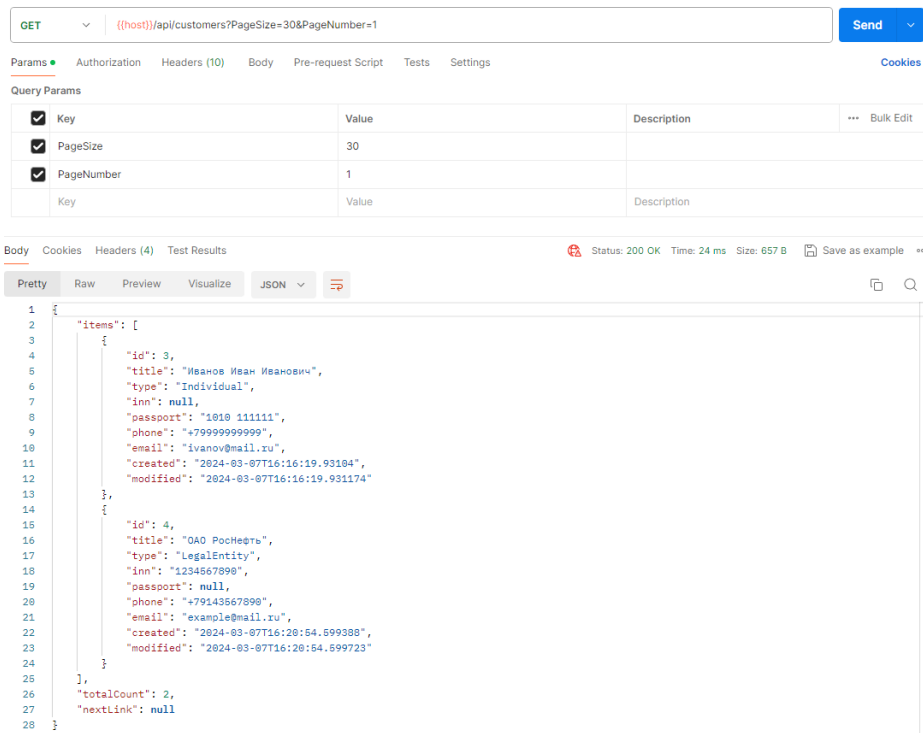 GET {{host}}/api/customers?PageSize=30&PageNumber=1 Send
Params Authorization Headers (10) Body Pre-request Script Tests Settings Cookies
Query Params
Key Value Description ••• Bulk Edit
PageSize 30
PageNumber 1
Key Value Description
Body Cookies Headers (4) Test Results Status: 200 OK Time: 24 ms Size: 657 B Save as example
Pretty Raw Preview Visualize JSON
1 {
2 "items": [
3 {
4 "id": 3,
5 "title": "Иванов Иван Иванович",
6 "type": "Individual",
7 "inn": null,
8 "passport": "1010 111111",
9 "phone": "+79999999999",
10 "email": "ivanov@mail.ru",
11 "created": "2024-03-07T16:16:19.93104",
12 "modified": "2024-03-07T16:16:19.931174"
13 },
14 {
15 "id": 4,
16 "title": "ОАО РосНефть",
17 "type": "LegalEntity",
18 "inn": "1234567890",
19 "passport": null,
20 "phone": "+79143567890",
21 "email": "example@mail.ru",
22 "created": "2024-03-07T16:20:54.599388",
23 "modified": "2024-03-07T16:20:54.599723"
24 }
25 ],
26 "totalCount": 2,
27 "nextLink": null
28 }